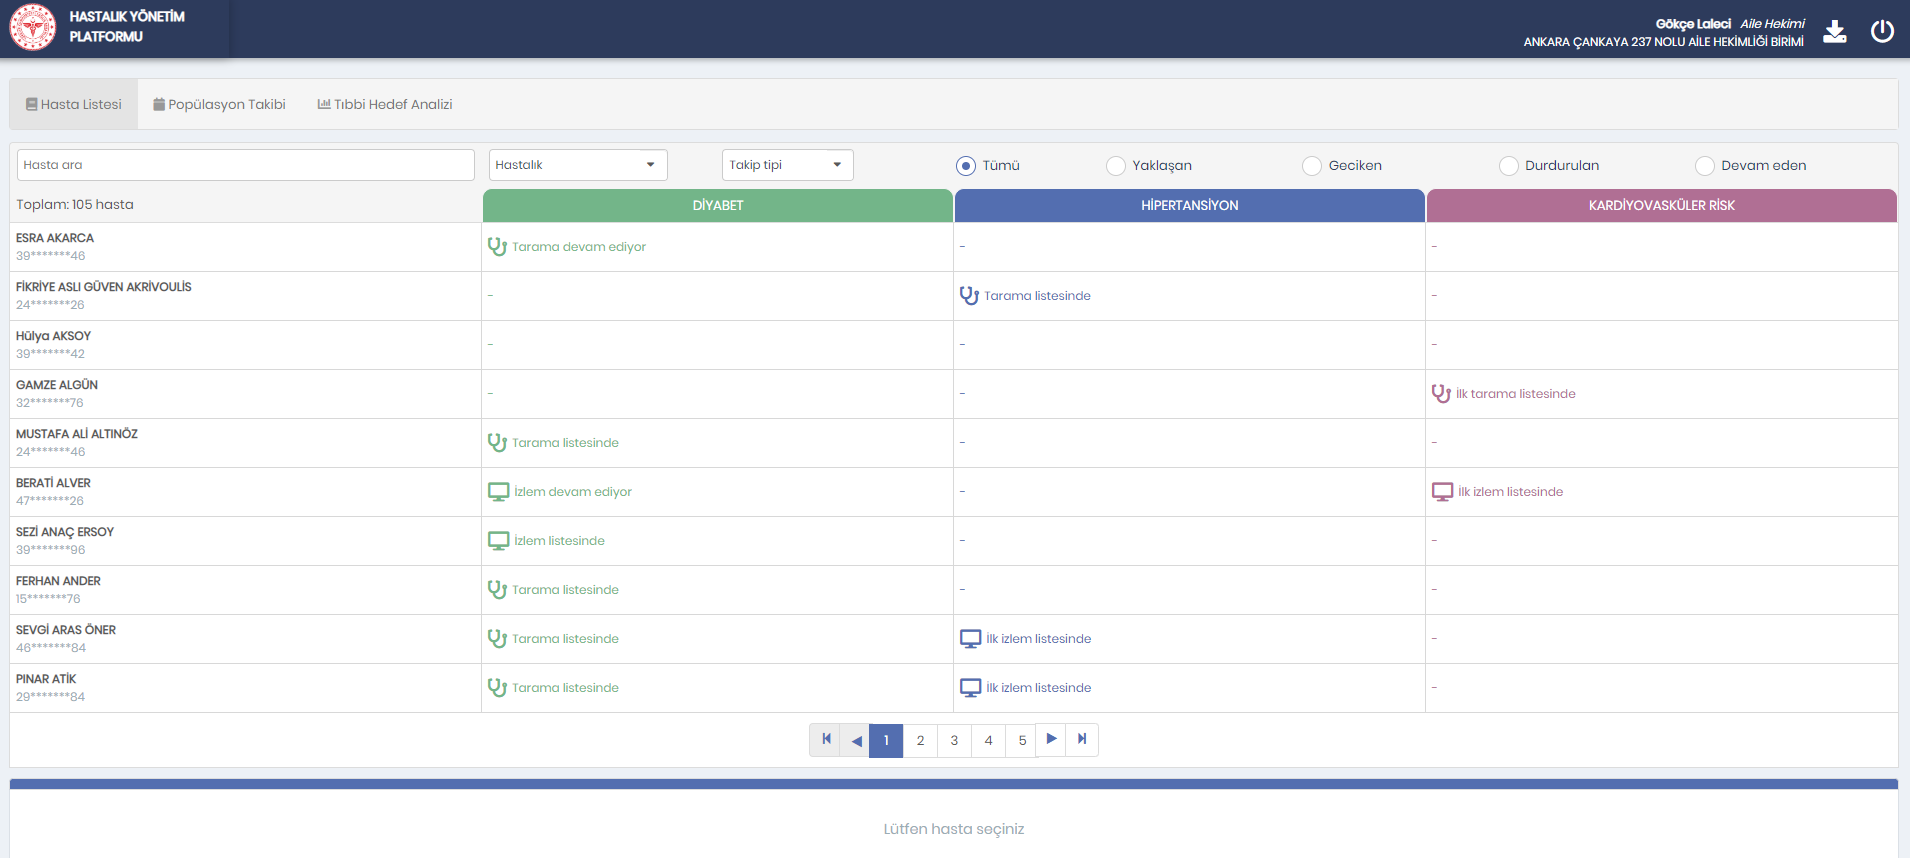 HASTALIK YÖNETİM
PLATFORMU
Gökçe Laleci Aile Hekimi
ANKARA ÇANKAYA 237 NOLU AİLE HEKİMLİĞİ BİRİMİ
Hasta Listesi Popülasyon Takibi Tıbbi Hedef Analizi
Hasta ara Hastalık Takip tipi Tümü Yaklaşan Geciken Durdurulan Devam eden
Toplam: 105 hasta DİYABET HİPERTANSİYON KARDİYOVASKÜLER RİSK
ESRA AKARCA
39*******46
Tarama devam ediyor - -
FİKRİYE ASLI GÜVEN AKRİVOULİS
24*******26
- Tarama listesinde -
Hülya AKSOY
39*******42
- - -
GAMZE ALGÜN
32*******76
- - İlk tarama listesinde
MUSTAFA ALİ ALTINÖZ
24*******46
Tarama listesinde - -
BERATİ ALVER
47*******26
İzlem devam ediyor - İlk izlem listesinde
SEZİ ANAÇ ERSOY
39*******96
İzlem listesinde - -
FERHAN ANDER
15*******76
Tarama listesinde - -
SEVGİ ARAS ÖNER
46*******84
Tarama listesinde İlk izlem listesinde -
PINAR ATİK
29*******84
Tarama listesinde İlk izlem listesinde -
1 2 3 4 5
Lütfen hasta seçiniz